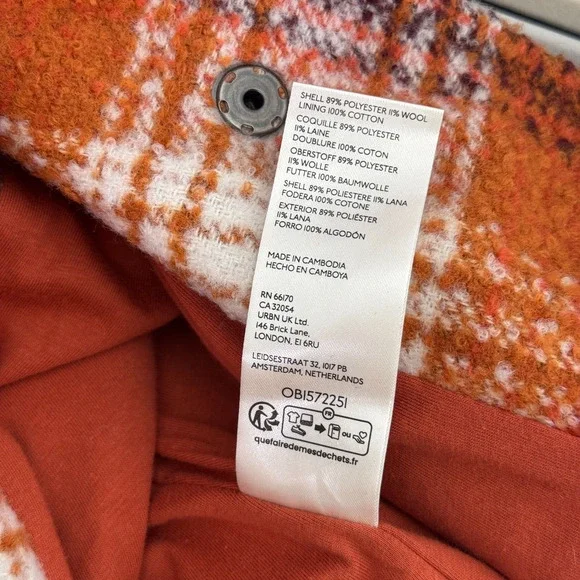 SHELL 89% POLYESTER 11% WOOL
LINING 100% COTTON
COQUILLE 89% POLYESTER
11% LAINE
DOUBLURE 100% COTON
OBERSTOFF 89% POLYESTER
11% WOLLE
FUTTER 100% BAUMWOLLE
SHELL 89% POLIESTERE 11% LANA
FODERA 100% COTONE
EXTERIOR 89% POLIÉSTER
11% LANA
FORRO 100% ALGODÓN
MADE IN CAMBODIA
HECHO EN CAMBOYA
RN 66170
CA 32054
URBN UK Ltd.
146 Brick Lane,
LONDON, E1 6RU
LEIDSESTRAAT 32, 1017 PB
AMSTERDAM, NETHERLANDS
OB1572251
FR
OU
quefairedemesdechets.fr